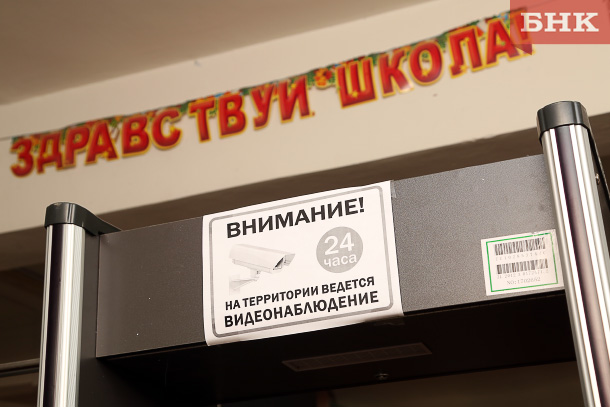 БНК
ЗДРАВСТВУЙ ШКОЛА!
ВНИМАНИЕ!
24
часа
НА ТЕРРИТОРИИ ВЕДЕТСЯ
ВИДЕОНАБЛЮДЕНИЕ